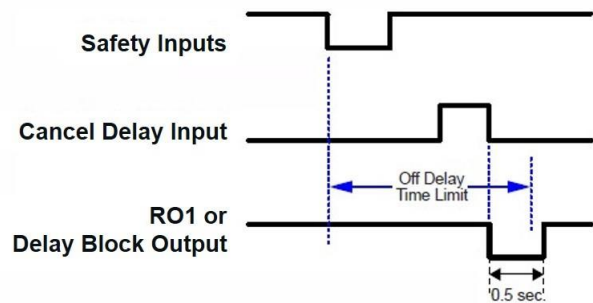 Safety Inputs
Cancel Delay Input
Off Delay
Time Limit
RO1 or
Delay Block Output
0.5 sec